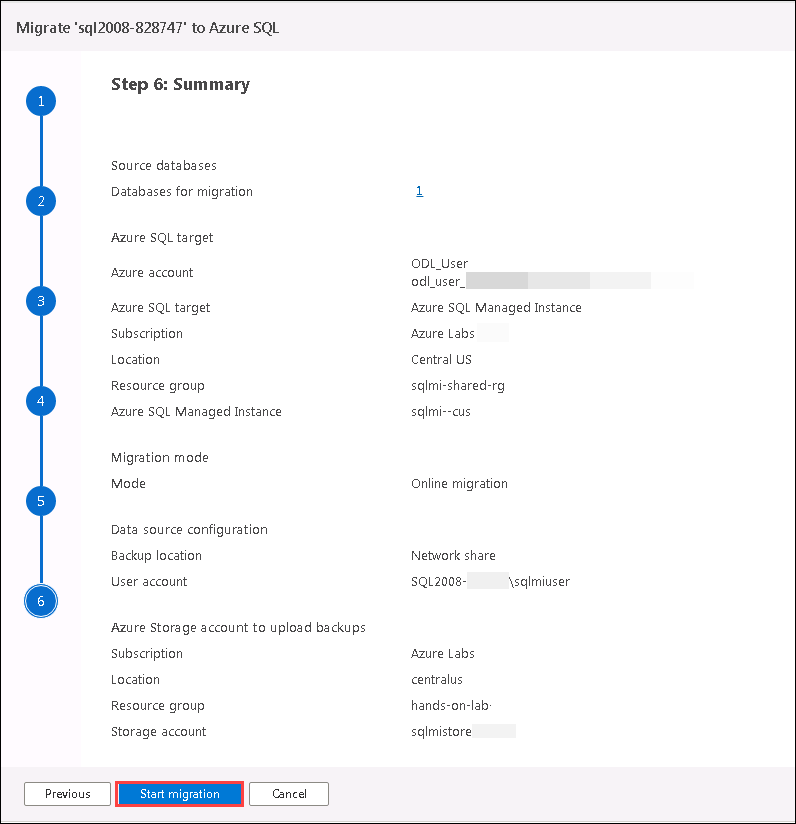 Migrate 'sql2008-828747' to Azure SQL
Step 6: Summary
1
2
3
4
5
6
Source databases
Databases for migration 1
Azure SQL target
Azure account ODL_User
odl_user_
Azure SQL target Azure SQL Managed Instance
Subscription Azure Labs
Location Central US
Resource group sqlmi-shared-rg
Azure SQL Managed Instance sqlmi--cus
Migration mode
Mode Online migration
Data source configuration
Backup location Network share
User account SQL2008- \sqlmiuser
Azure Storage account to upload backups
Subscription Azure Labs
Location centralus
Resource group hands-on-lab-
Storage account sqlmistore
Previous Start migration Cancel